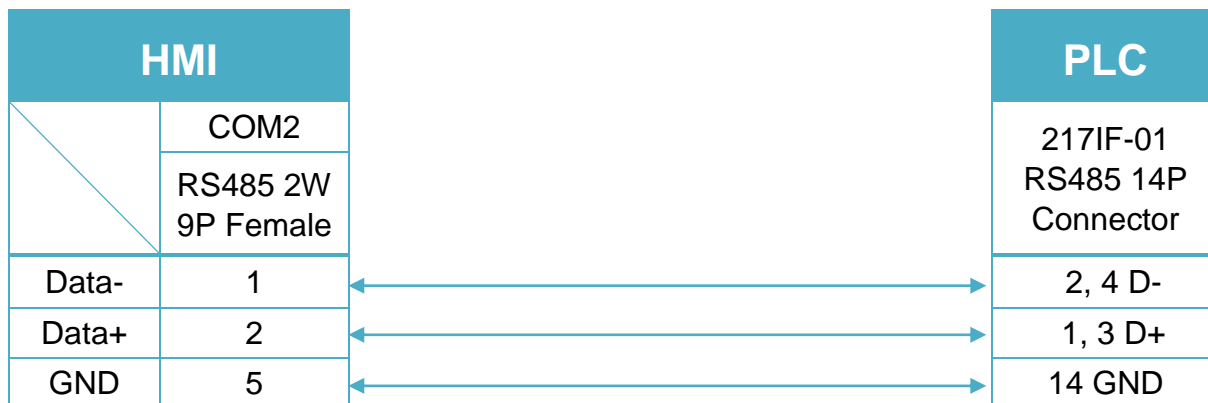 HMI
PLC
COM2
RS485 2W
9P Female
217IF-01
RS485 14P
Connector
Data- 1 2, 4 D-
Data+ 2 1, 3 D+
GND 5 14 GND